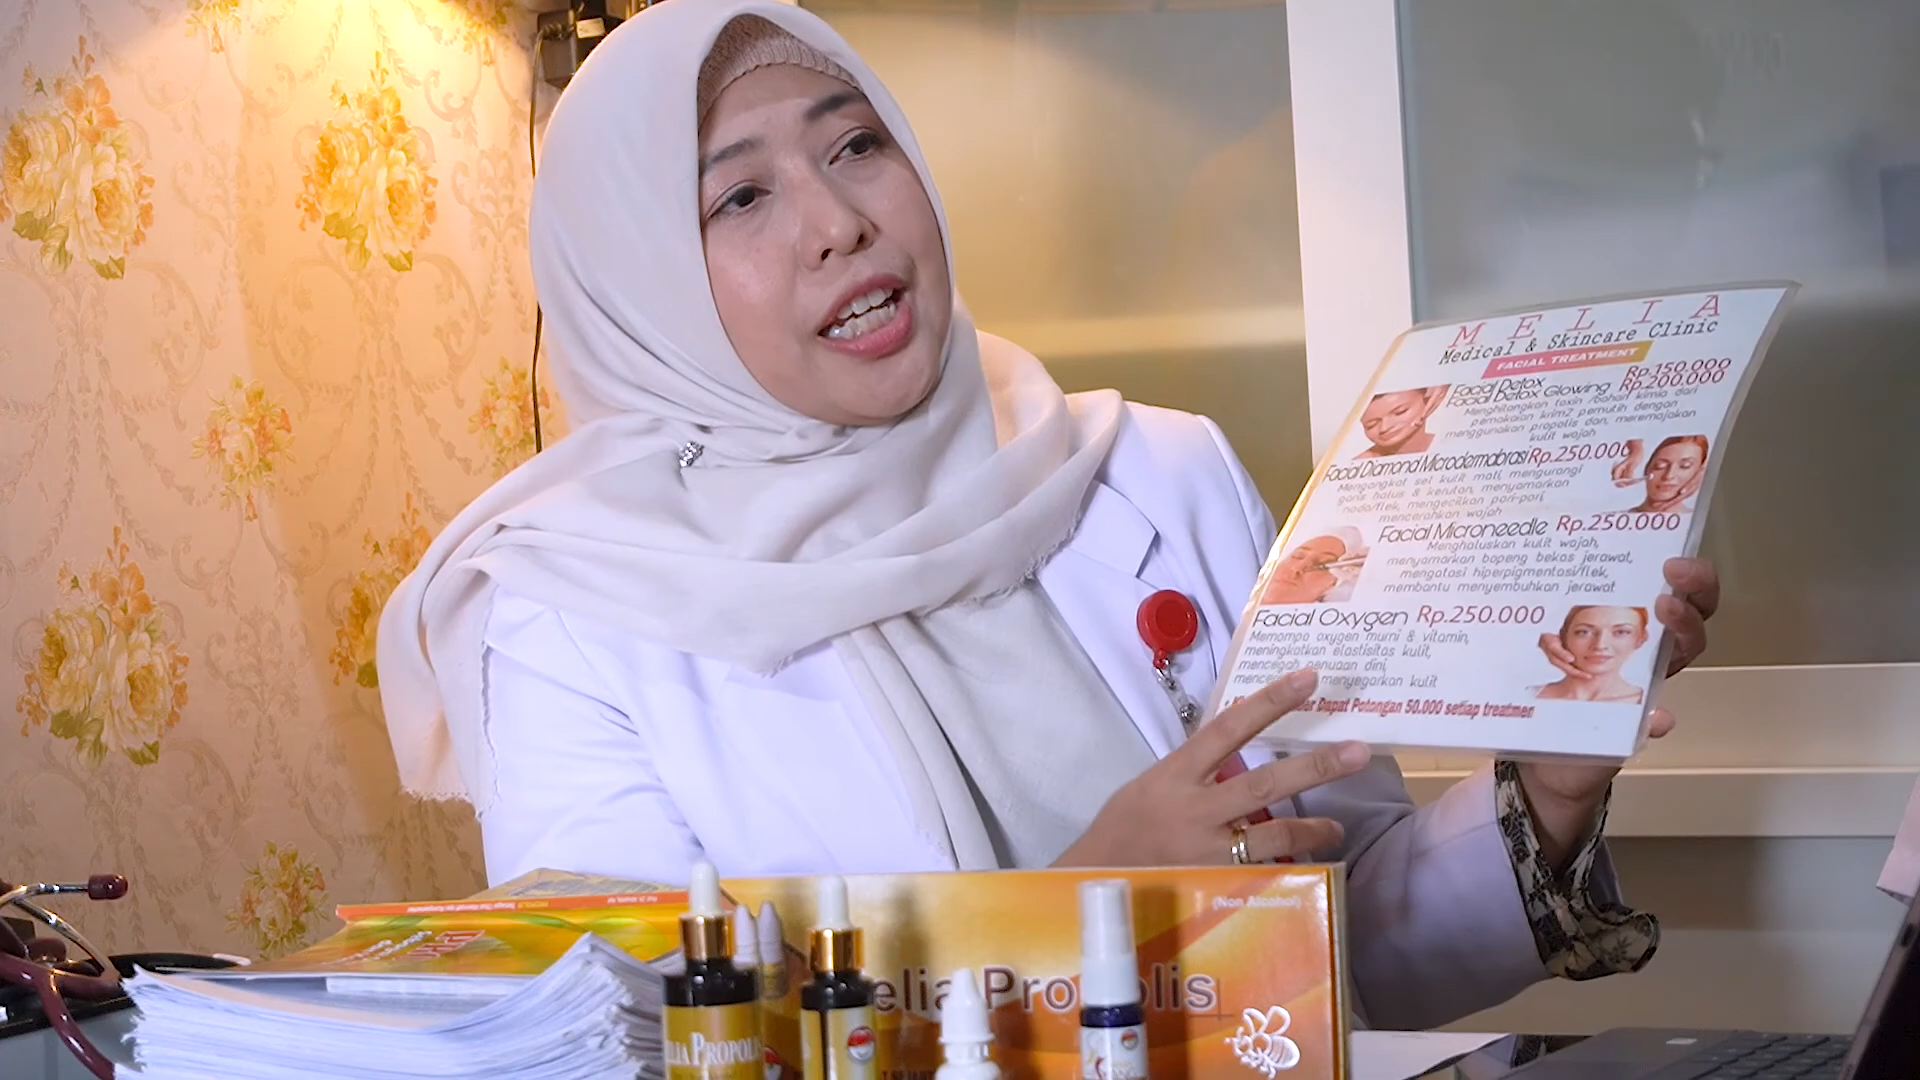 MELIA
Medical & Skincare Clinic
FACIAL TREATMENT
Facial Detox Rp.150.000
Facial Detox Glowing Rp.200.000
Menghilangkan toxin /bahan kimia dari
pemakaian krim2 pemutih dengan
menggunakan propolis dan, meremajakan
kulit wajah
Facial Diamond Microdermabrasi Rp.250.000
Mengangkat sel kulit mati, mengurangi
garis halus & kerutan, menyamarkan
noda/flek, mengecilkan pori-pori,
mencerahkan wajah
Facial Microneedle Rp.250.000
Menghaluskan kulit wajah,
menyamarkan bopeng bekas jerawat,
mengatasi hiperpigmentasi/flek,
membantu menyembuhkan jerawat
Facial Oxygen Rp.250.000
Memompa oxygen murni & vitamin,
meningkatkan elastisitas kulit,
mencegah penuaan dini,
menyegarkan kulit
Dapat Potongan 50.000 setiap treatmen
(Non Alcohol)
elia Propolis
LIA PROPOLIS